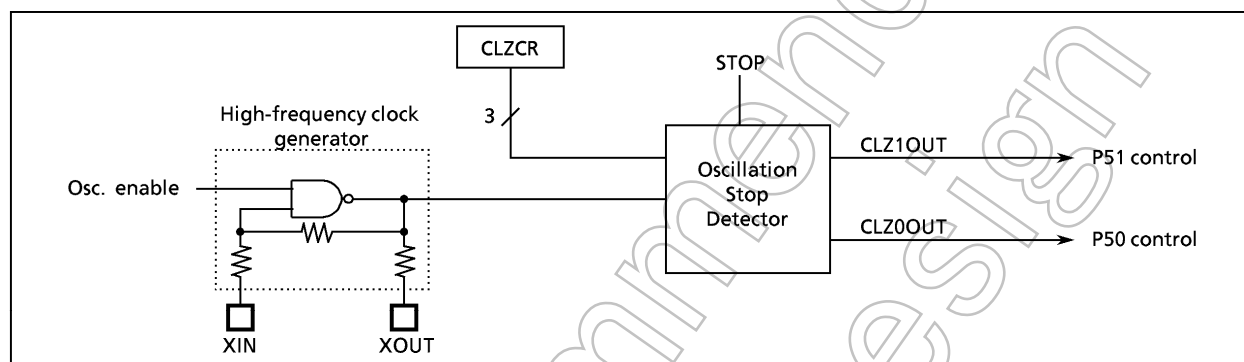 CLZCR
STOP
3
High-frequency clock
generator
Osc. enable
Oscillation
Stop
Detector
CLZ1OUT
P51 control
CLZ0OUT
P50 control
XIN
XOUT